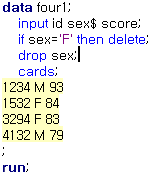 data four1;
input id sex$ score;
if sex='F' then delete;
drop sex;
cards;
1234 M 93
1532 F 84
3294 F 83
4132 M 79
;
run;